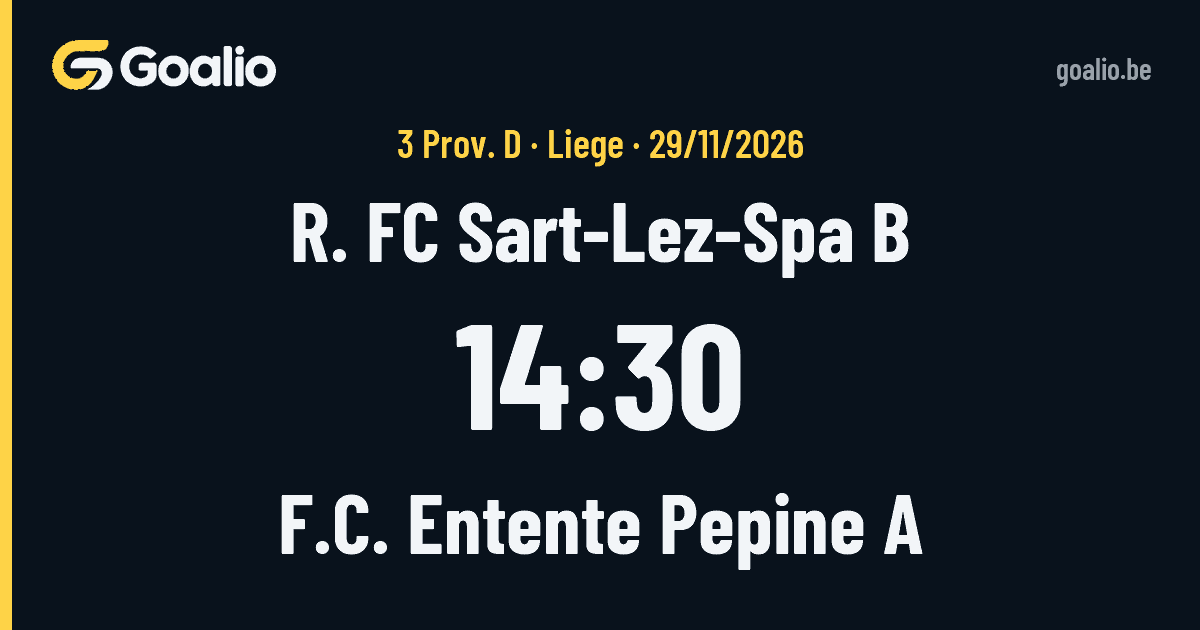 Goalio
goalio.be
3 Prov. D · Liege · 29/11/2026
R. FC Sart-Lez-Spa B
14:30
F.C. Entente Pepine A